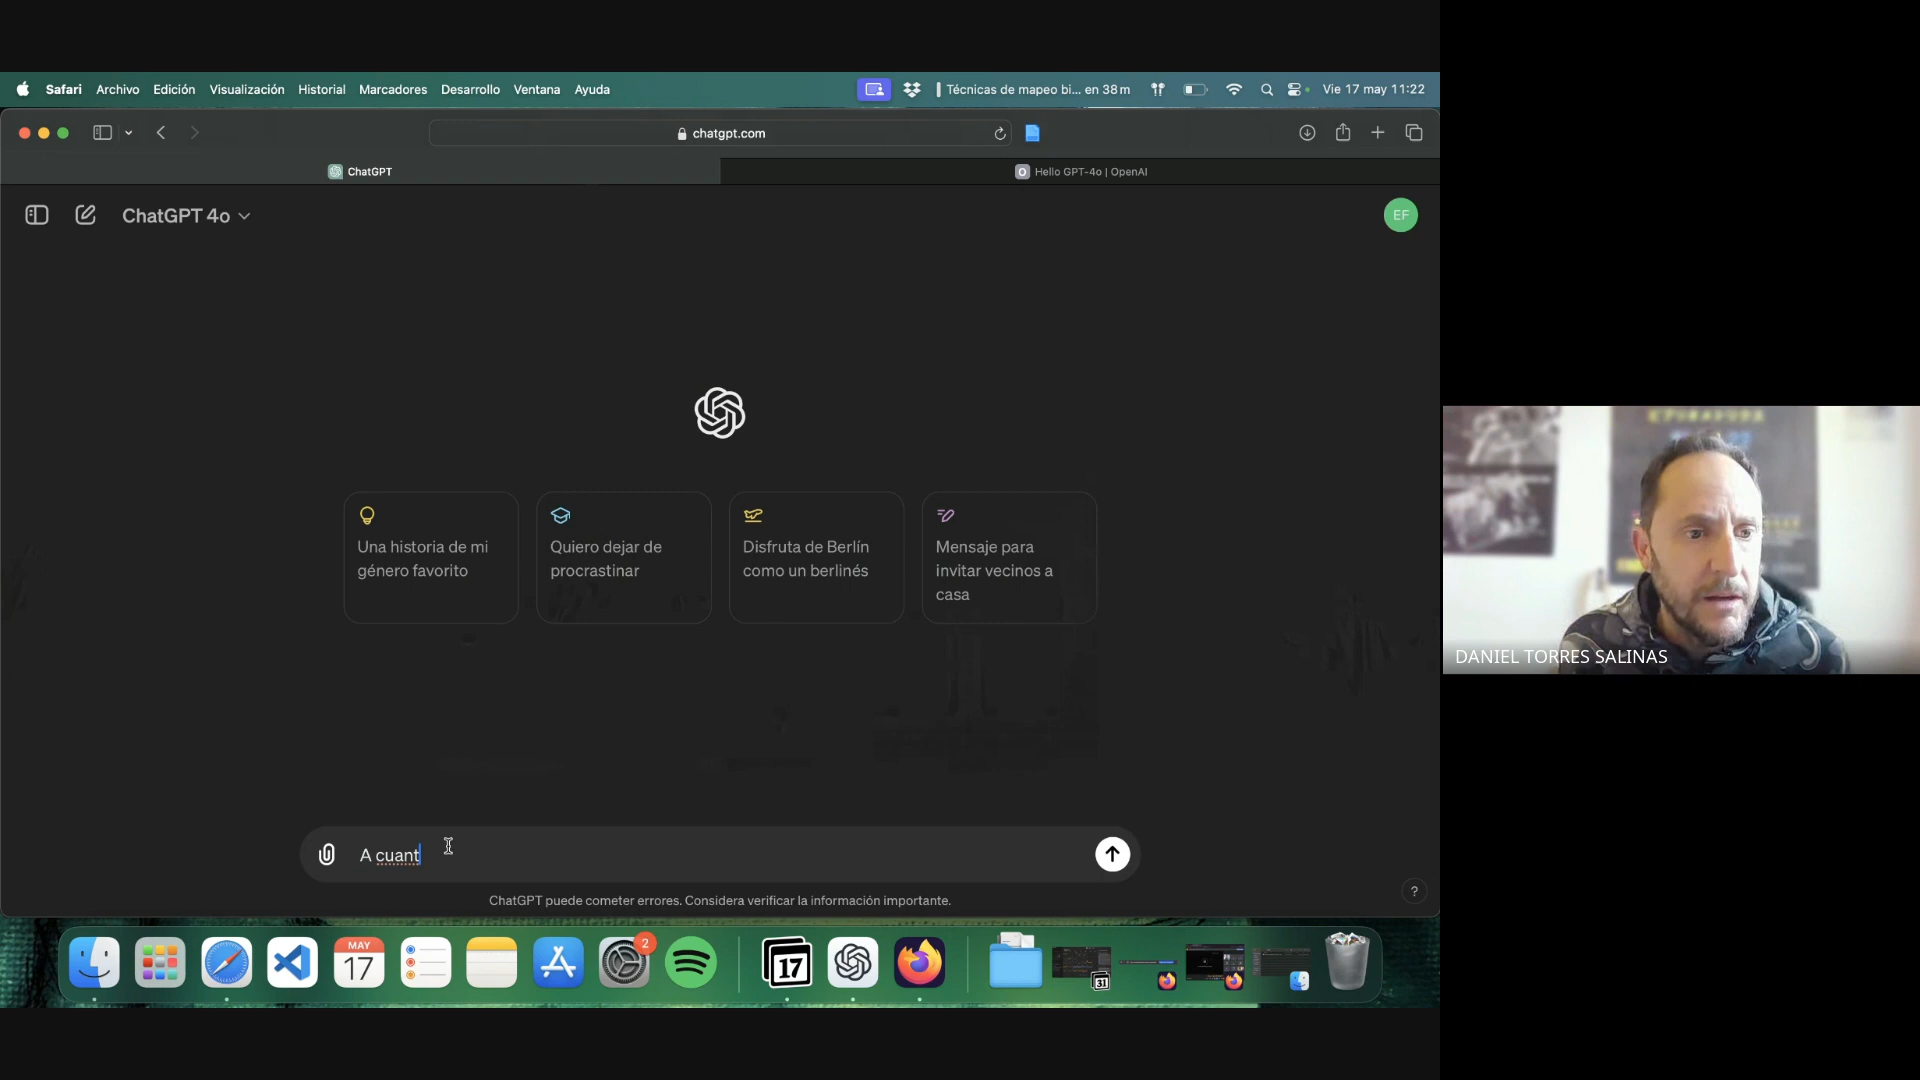 Safari Archivo Edición Visualización Historial Marcadores Desarrollo Ventana Ayuda
Técnicas de mapeo bi... en 38 m
Vie 17 may 11:22
chatgpt.com
ChatGPT
O Hello GPT-4o | OpenAI
ChatGPT 4o
EF
Una historia de mi
género favorito
Quiero dejar de
procrastinar
Disfruta de Berlín
como un berlinés
Mensaje para
invitar vecinos a
casa
DANIEL TORRES SALINAS
A cuant
ChatGPT puede cometer errores. Considera verificar la información importante.
?
MAY
17
2
17
31